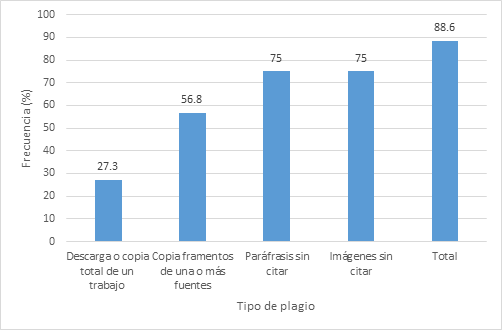 100
90
80
70
60
50
40
30
20
10
0
Frecuencia (%)
27.3
56.8
75
75
88.6
Descarga o copia
total de un
trabajo
Copia framentos
de una o más
fuentes
Paráfrasis sin
citar
Imágenes sin
citar
Total
Tipo de plagio